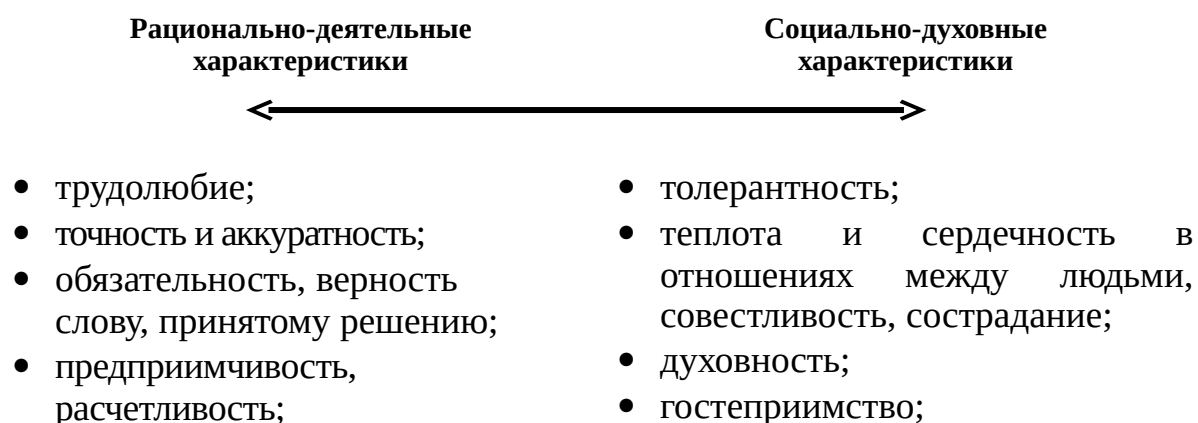 Рационально-деятельные
характеристики
Социально-духовные
характеристики
• трудолюбие;
• точность и аккуратность;
• обязательность, верность
слову, принятому решению;
• предприимчивость,
расчетливость;
• толерантность;
• теплота и сердечность в
отношениях между людьми,
совестливость, сострадание;
• духовность;
• гостеприимство;